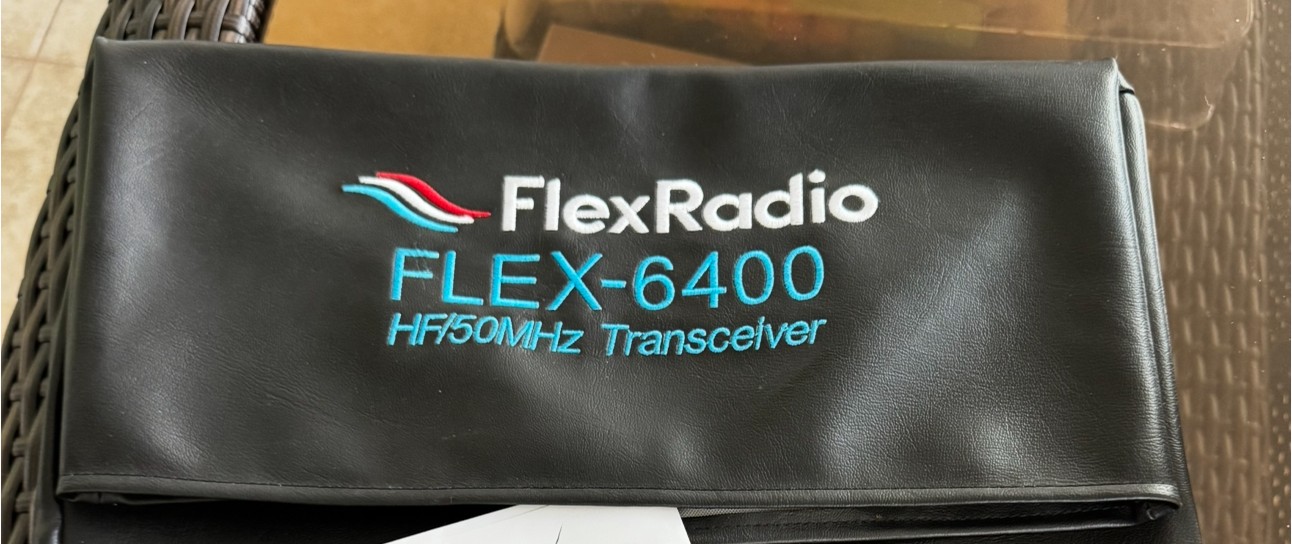 FlexRadio
FLEX-6400
HF/50MHz Transceiver